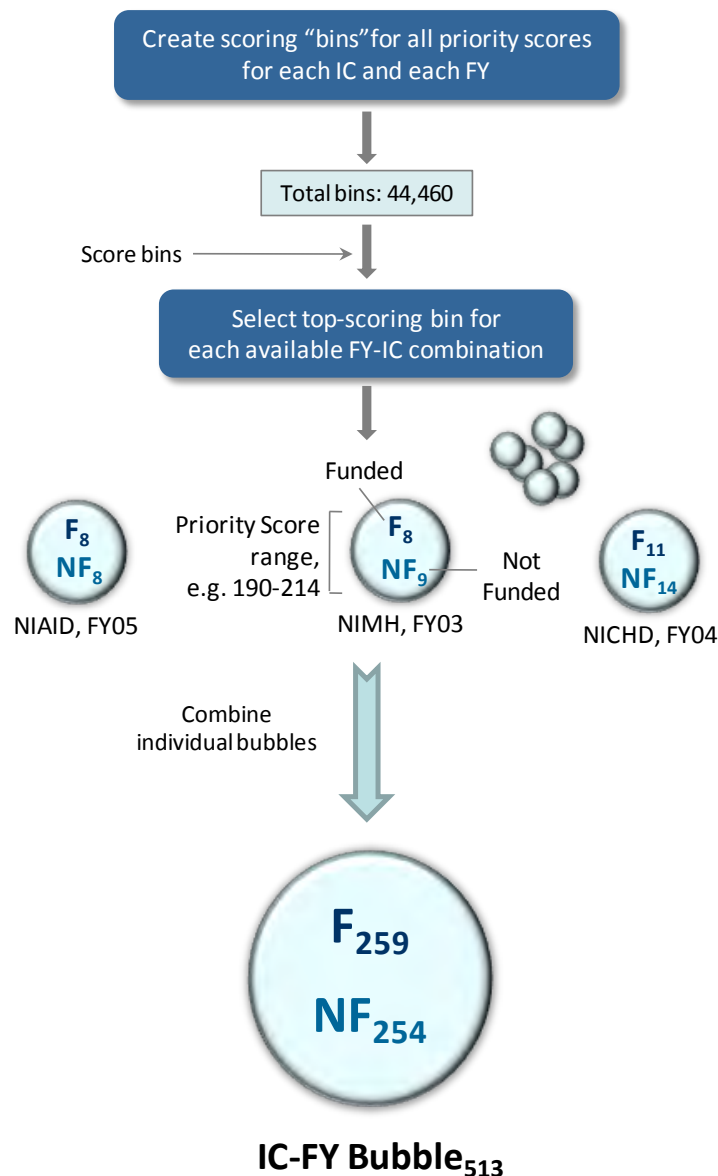 Create scoring “bins”for all priority scores
for each IC and each FY
Total bins: 44,460
Score bins
Select top-scoring bin for
each available FY-IC combination
Funded
Priority Score
range,
e.g. 190-214
F8
NF8
NIAID, FY05
F8
NF9
NIMH, FY03
Not
Funded
F11
NF14
NICHD, FY04
Combine
individual bubbles
F259
NF254
IC-FY Bubble513